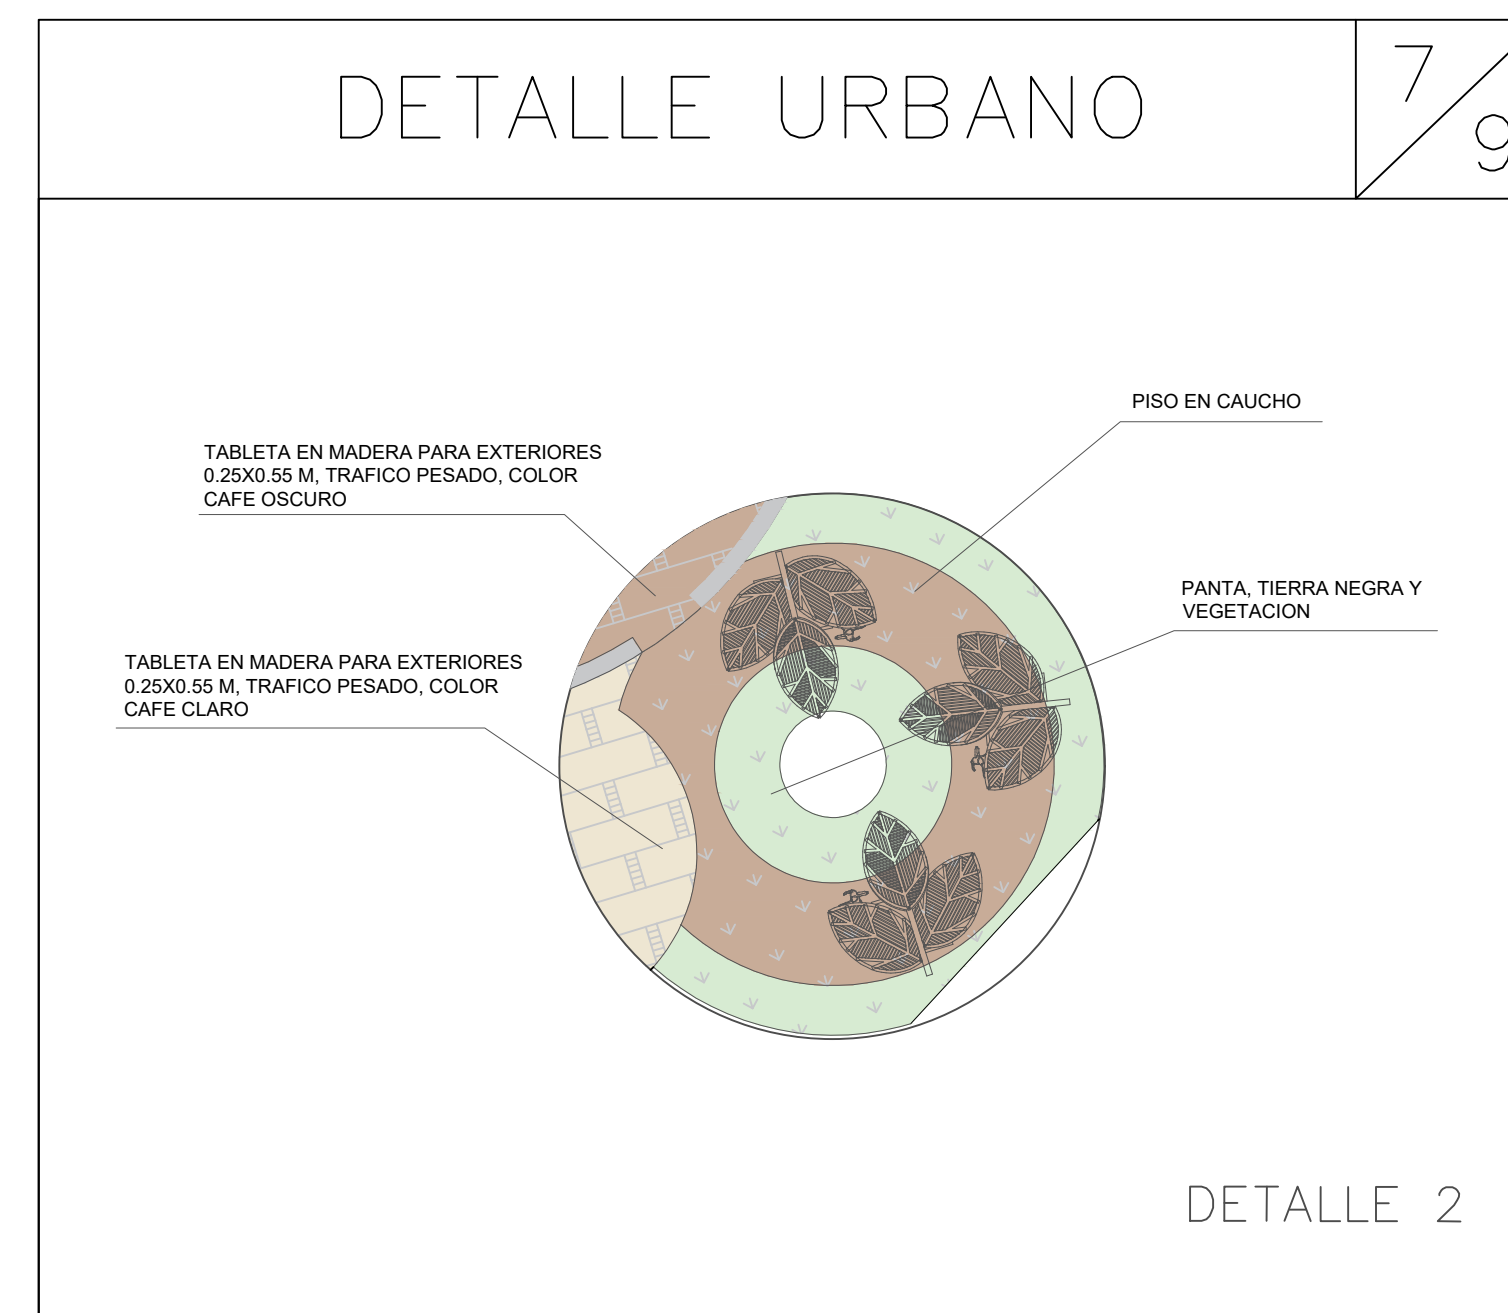 DETALLE URBANO
7/9
PISO EN CAUCHO
TABLETA EN MADERA PARA EXTERIORES
0.25X0.55 M, TRAFICO PESADO, COLOR
CAFE OSCURO
PANTA, TIERRA NEGRA Y
VEGETACION
TABLETA EN MADERA PARA EXTERIORES
0.25X0.55 M, TRAFICO PESADO, COLOR
CAFE CLARO
DETALLE 2